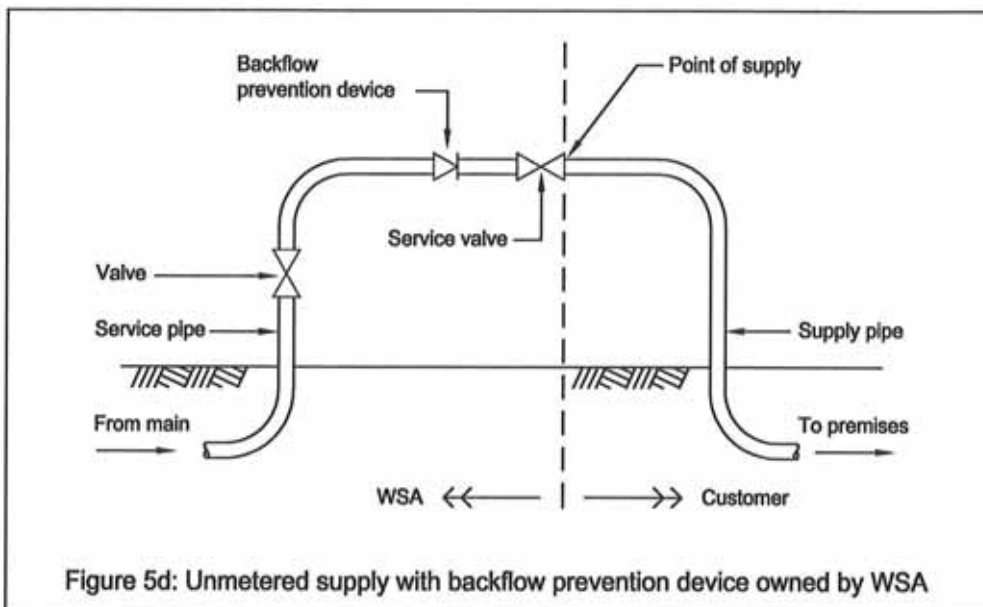 Backflow
prevention device
Point of supply
Service valve
Valve
Service pipe
Supply pipe
From main
To premises
WSA
Customer
Figure 5d: Unmetered supply with backflow prevention device owned by WSA